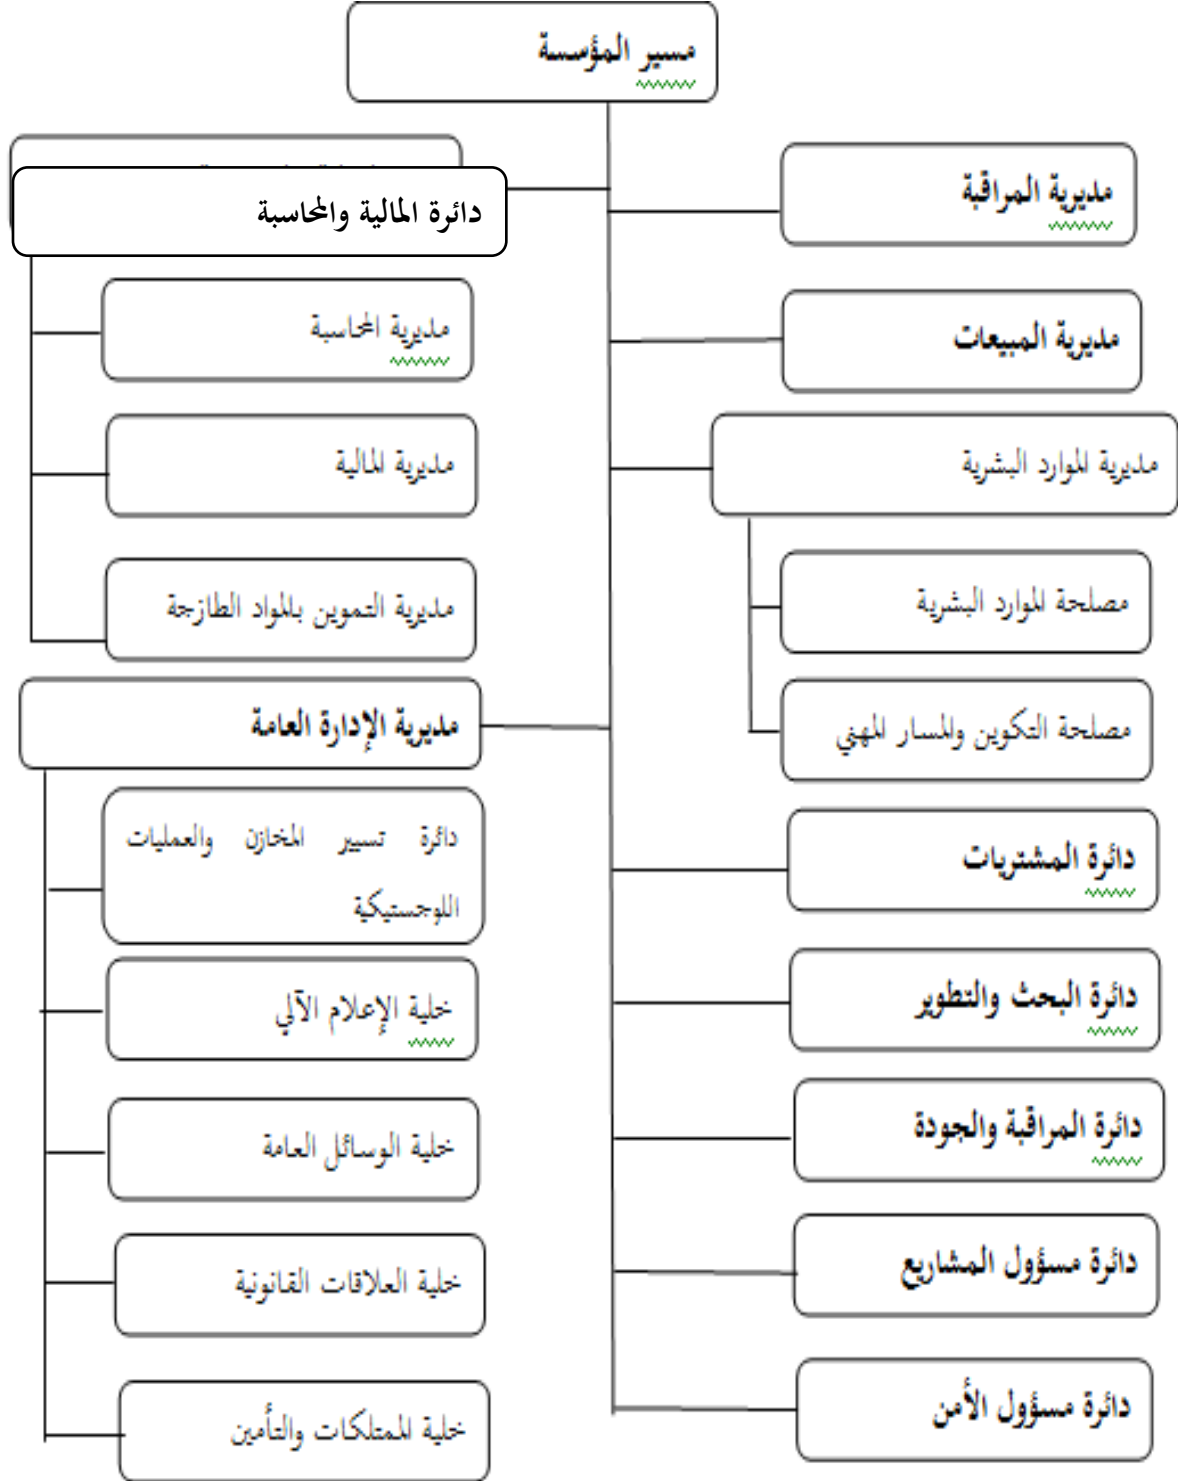 مسير المؤسسة
مديرية المراقبة
مديرية المبيعات
مديرية الموارد البشرية
مصلحة الموارد البشرية
مصلحة التكوين والمسار المهني
دائرة المشتريات
دائرة البحث والتطوير
دائرة المراقبة والجودة
دائرة مسؤول المشاريع
دائرة مسؤول الأمن
دائرة المالية والمحاسبة
مديرية المحاسبة
مديرية المالية
مديرية التموين بالمواد الطازجة
مديرية الإدارة العامة
دائرة تسيير المخازن والعمليات
اللوجستيكية
خلية الإعلام الآلي
خلية الوسائل العامة
خلية العلاقات القانونية
خلية الممتلكات والتأمين